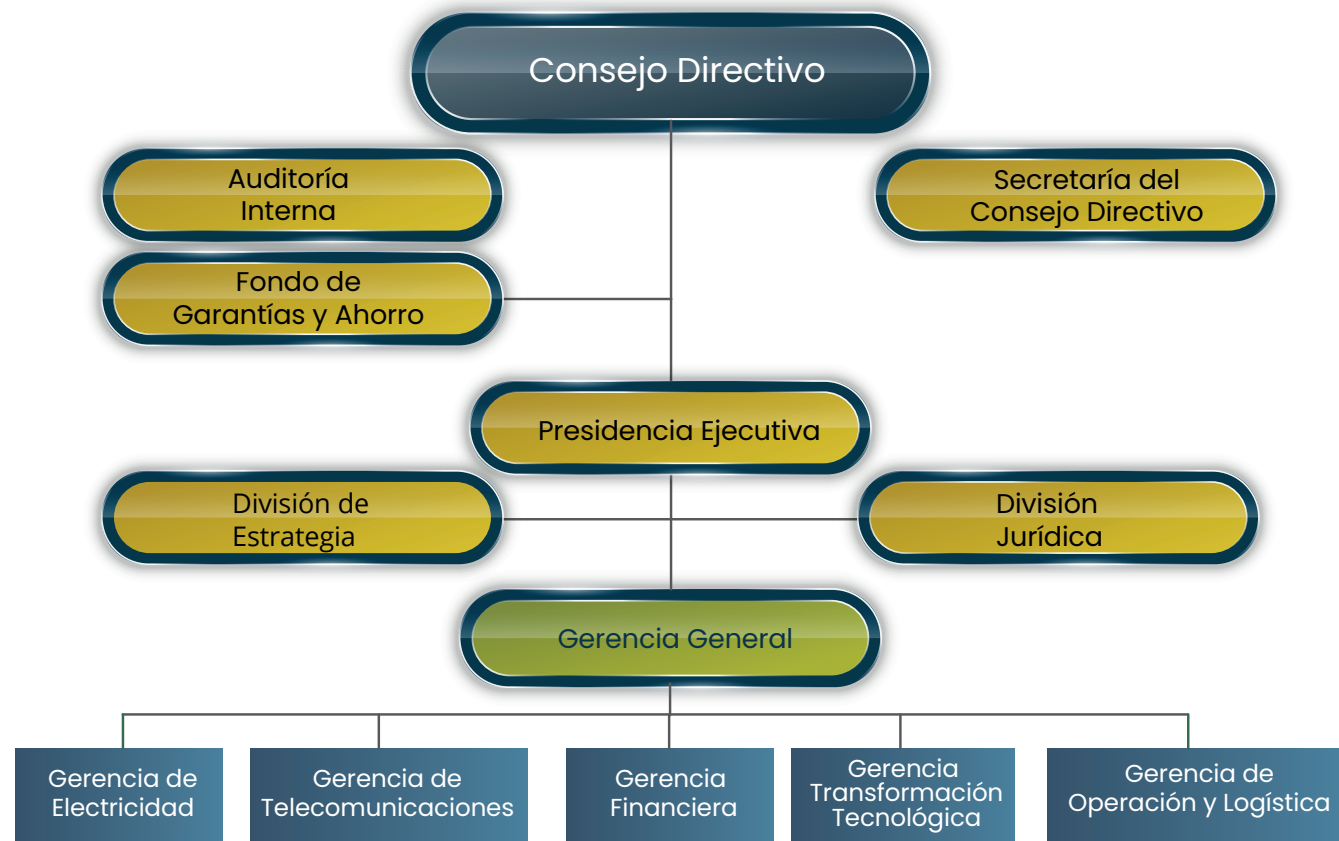 Consejo Directivo
Auditoría
Interna
Secretaría del
Consejo Directivo
Fondo de
Garantías y Ahorro
Presidencia Ejecutiva
División de
Estrategia
División
Jurídica
Gerencia General
Gerencia de
Electricidad
Gerencia de
Telecomunicaciones
Gerencia
Financiera
Gerencia
Transformación
Tecnológica
Gerencia de
Operación y Logística